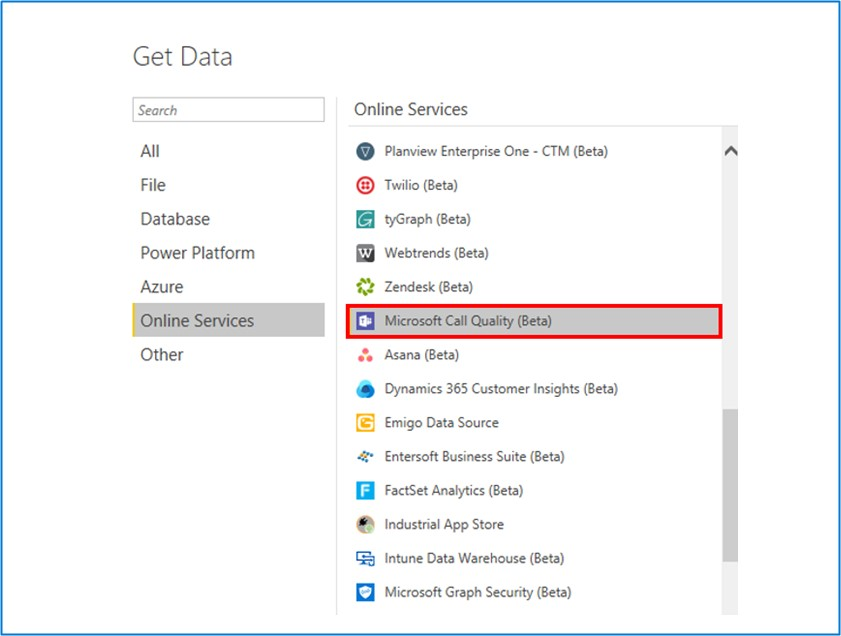 Get Data
Search
All
File
Database
Power Platform
Azure
Online Services
Other
Online Services
Planview Enterprise One - CTM (Beta)
Twilio (Beta)
tyGraph (Beta)
Webtrends (Beta)
Zendesk (Beta)
Microsoft Call Quality (Beta)
Asana (Beta)
Dynamics 365 Customer Insights (Beta)
Emigo Data Source
Entersoft Business Suite (Beta)
FactSet Analytics (Beta)
Industrial App Store
Intune Data Warehouse (Beta)
Microsoft Graph Security (Beta)